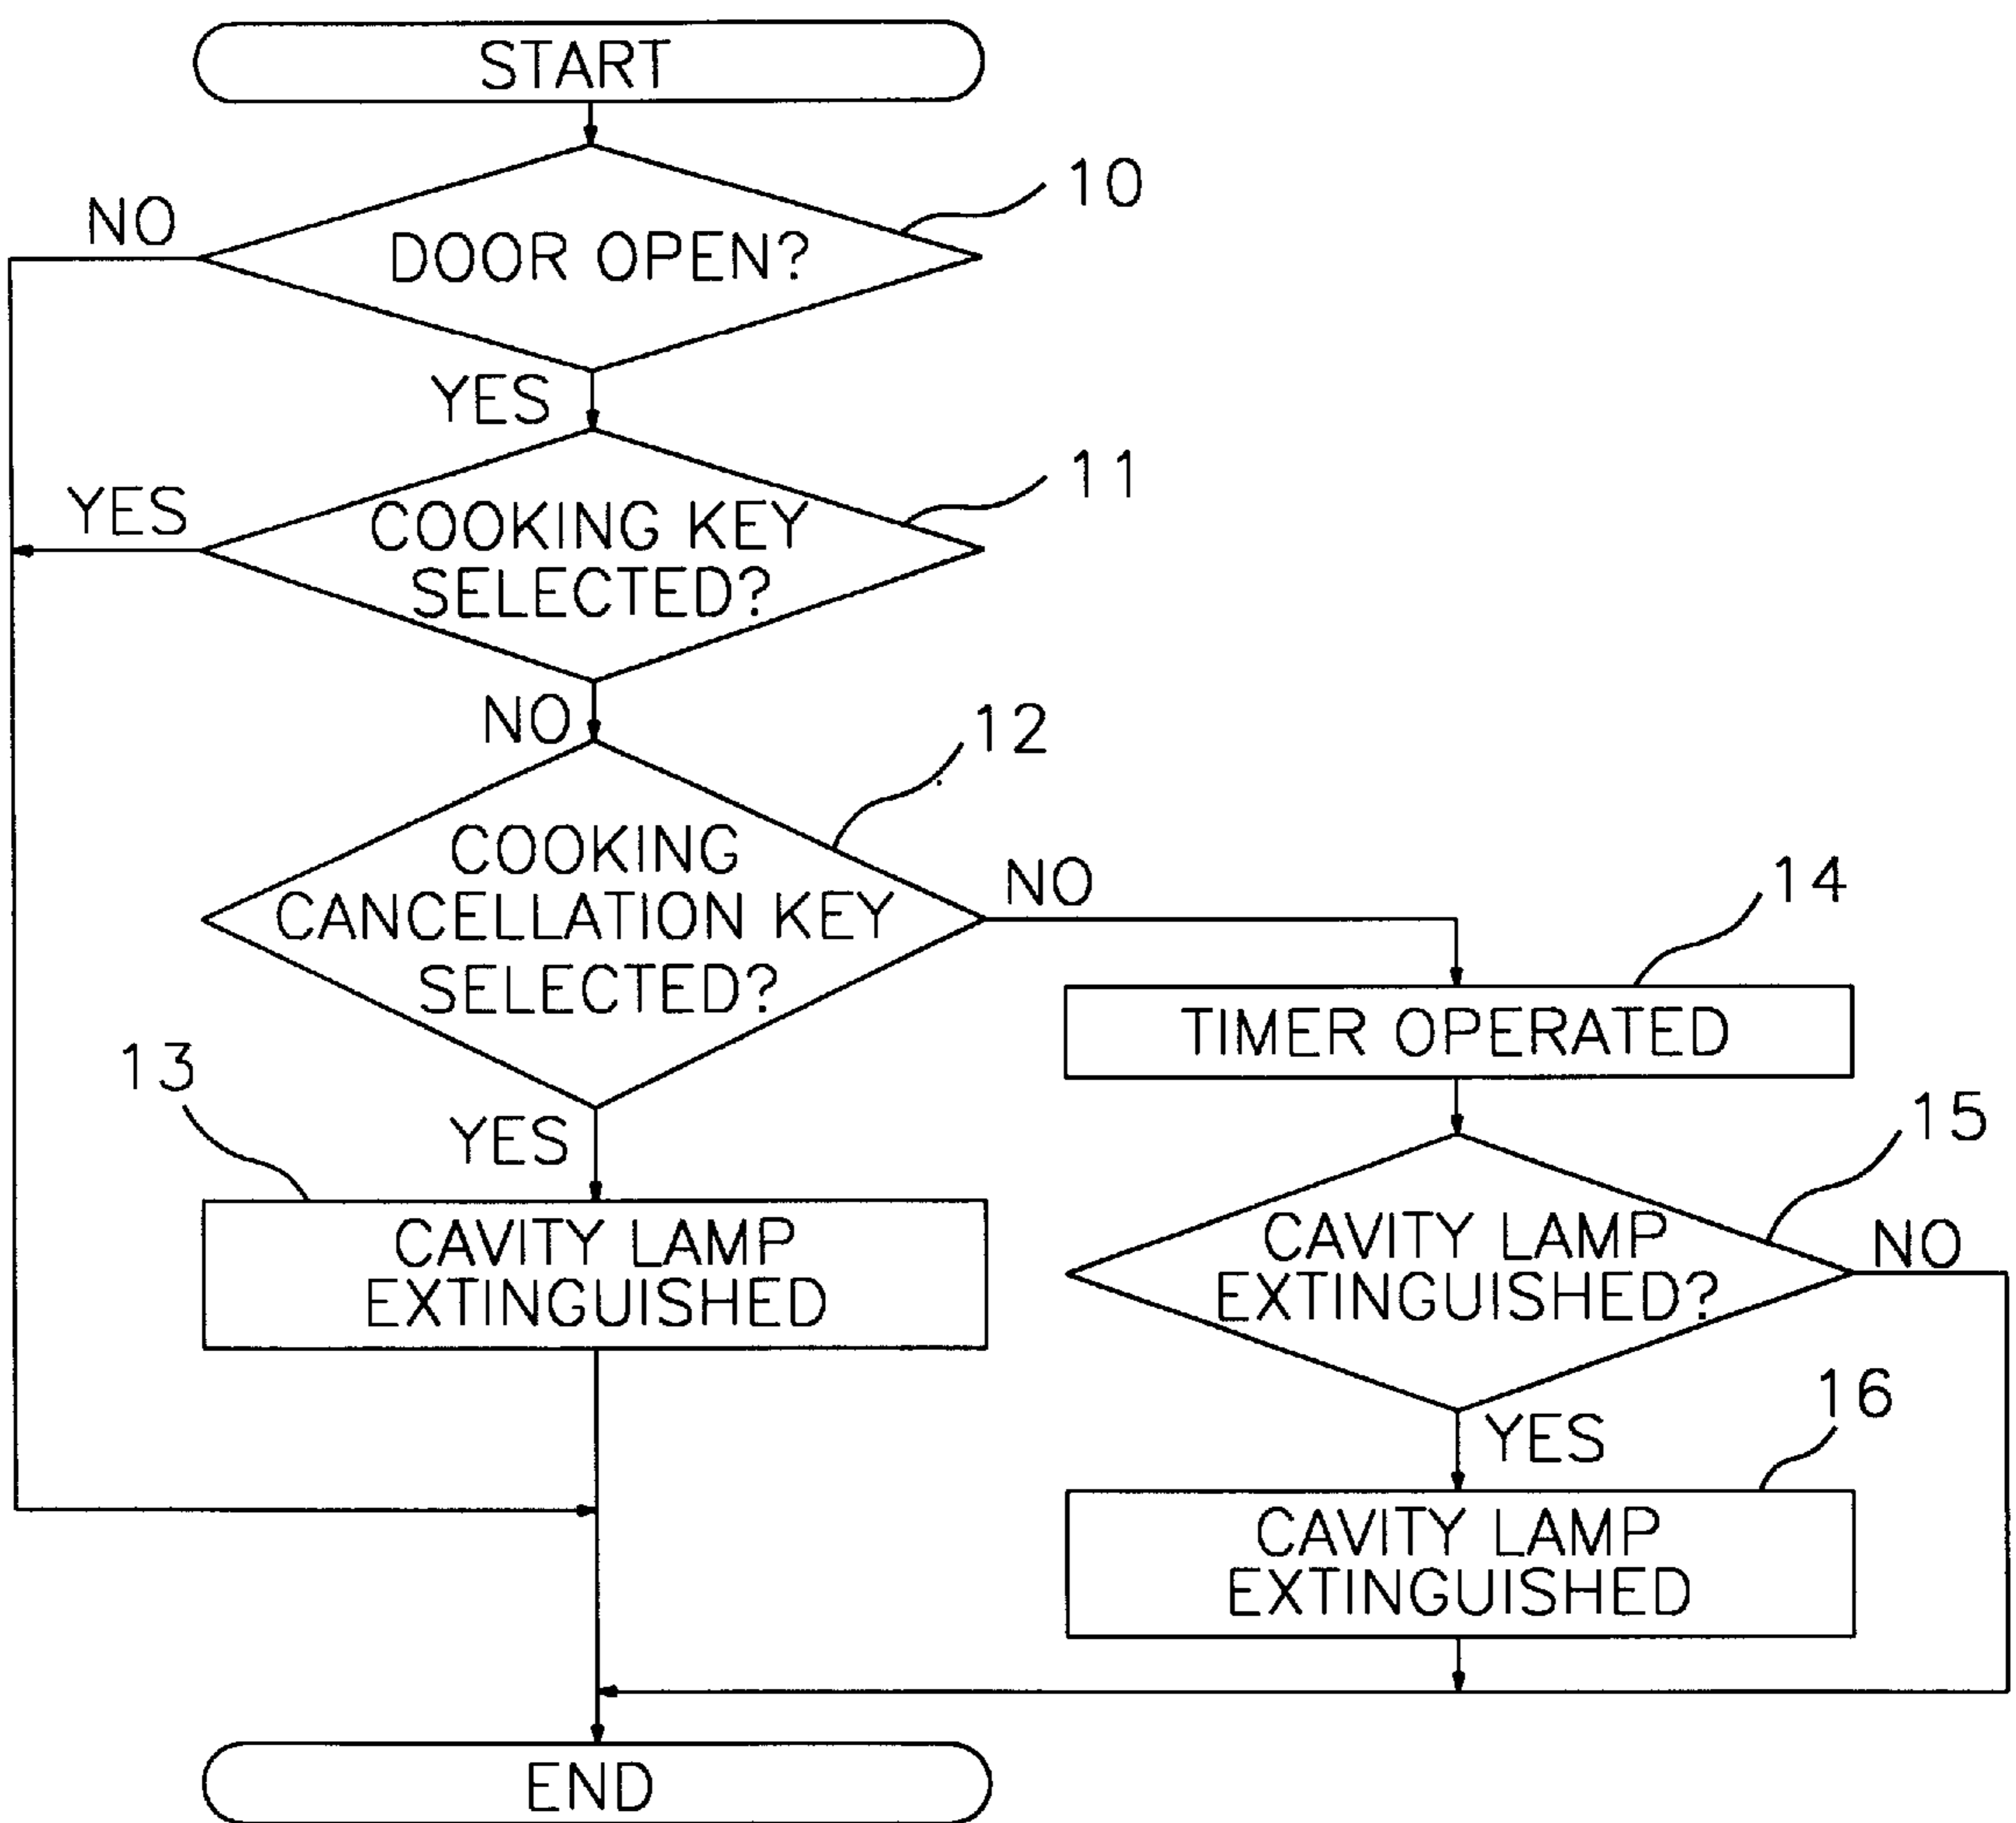 START
10
NO
DOOR OPEN?
YES
11
YES
COOKING KEY
SELECTED?
NO
12
COOKING
CANCELLATION KEY
SELECTED?
NO
14
TIMER OPERATED
13
YES
15
CAVITY LAMP
EXTINGUISHED
CAVITY LAMP
EXTINGUISHED?
NO
YES
16
CAVITY LAMP
EXTINGUISHED
END